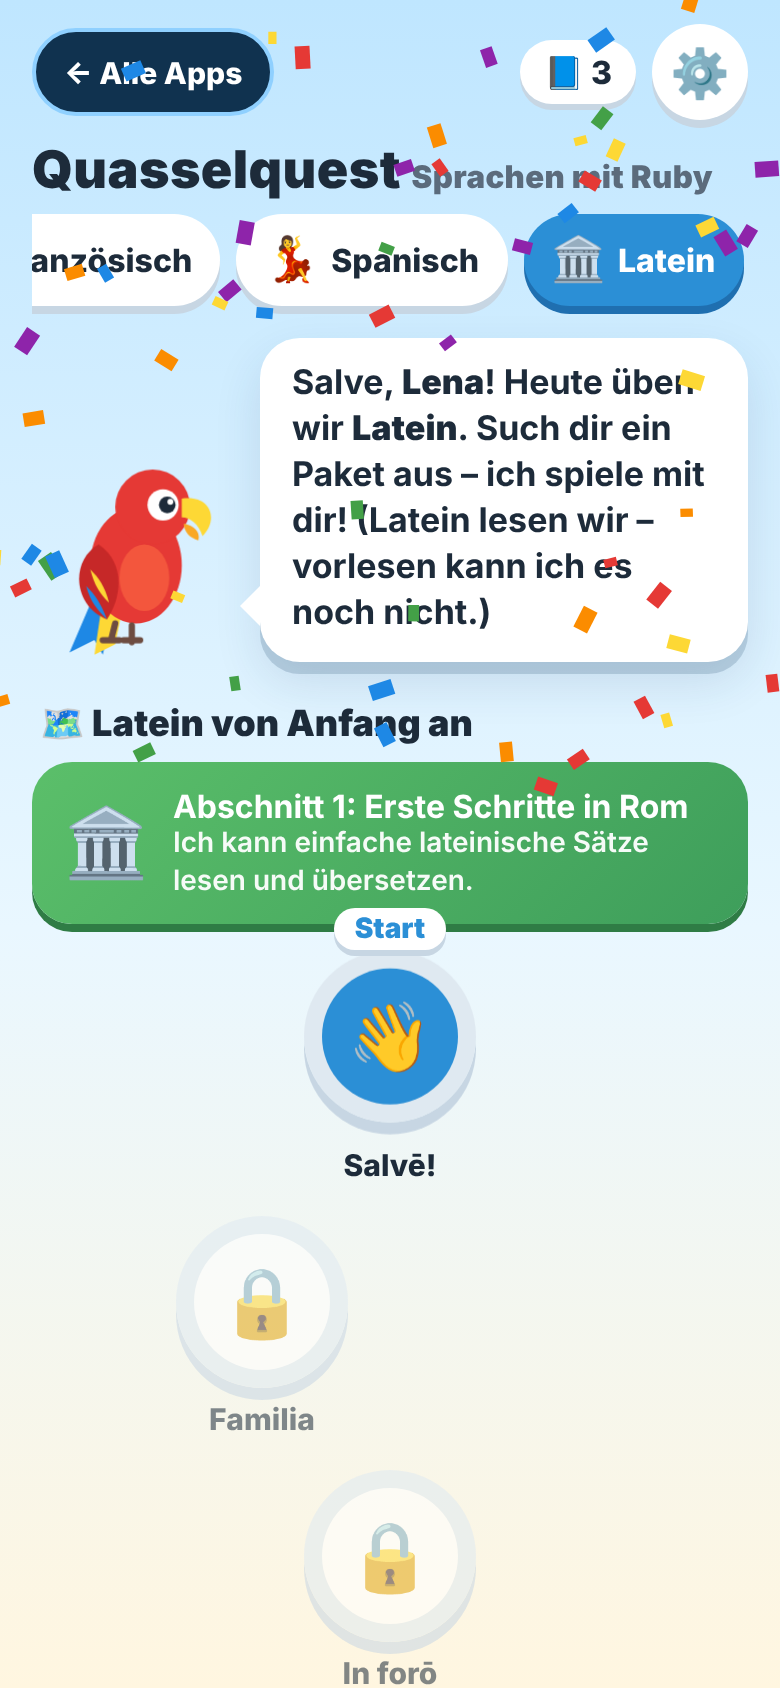 ← Alle Apps
3
Quasselquest Sprachen mit Ruby
anzösisch
Spanisch
Latein
Salve, Lena! Heute üben
wir Latein. Such dir ein
Paket aus – ich spiele mit
dir! (Latein lesen wir –
vorlesen kann ich es
noch nicht.)
Latein von Anfang an
Abschnitt 1: Erste Schritte in Rom
Ich kann einfache lateinische Sätze
lesen und übersetzen.
Start
Salvē!
Familia
In forō